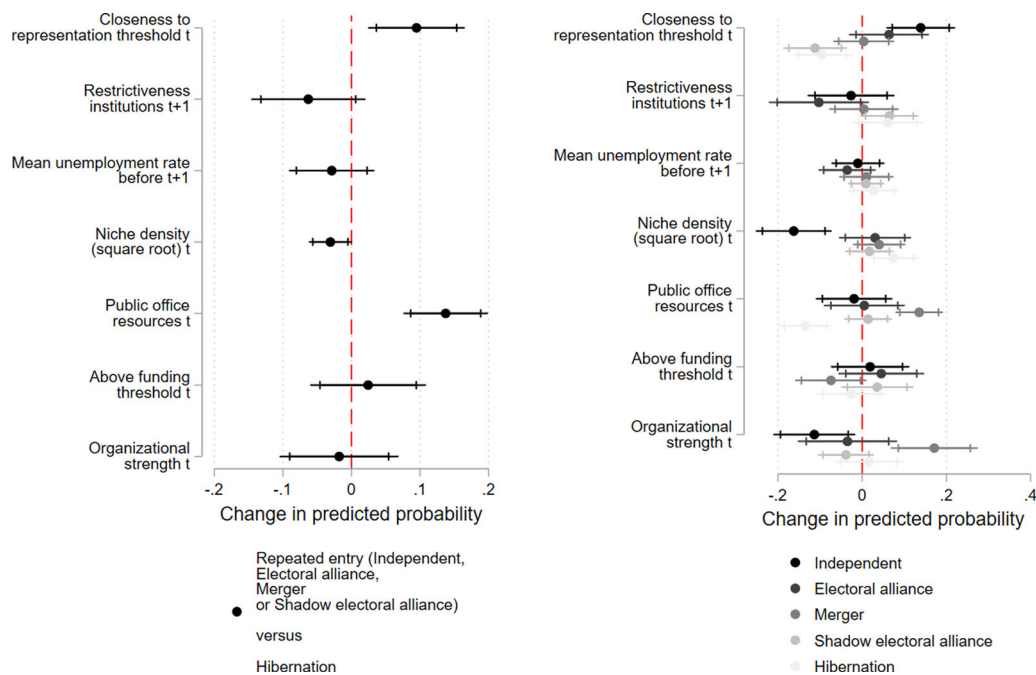 Closeness to
representation threshold t
Restrictiveness
institutions t+1
Mean unemployment rate
before t+1
Niche density
(square root) t
Public office
resources t
Above funding
threshold t
Organizational
strength t
-.2
-.1
0
.1
.2
Change in predicted probability
Repeated entry (Independent,
Electoral alliance,
Merger
or Shadow electoral alliance)
versus
Hibernation
Closeness to
representation threshold t
Restrictiveness
institutions t+1
Mean unemployment rate
before t+1
Niche density
(square root) t
Public office
resources t
Above funding
threshold t
Organizational
strength t
-.2
0
.2
0.4
Change in predicted probability
Independent
Electoral alliance
Merger
Shadow electoral alliance
Hibernation